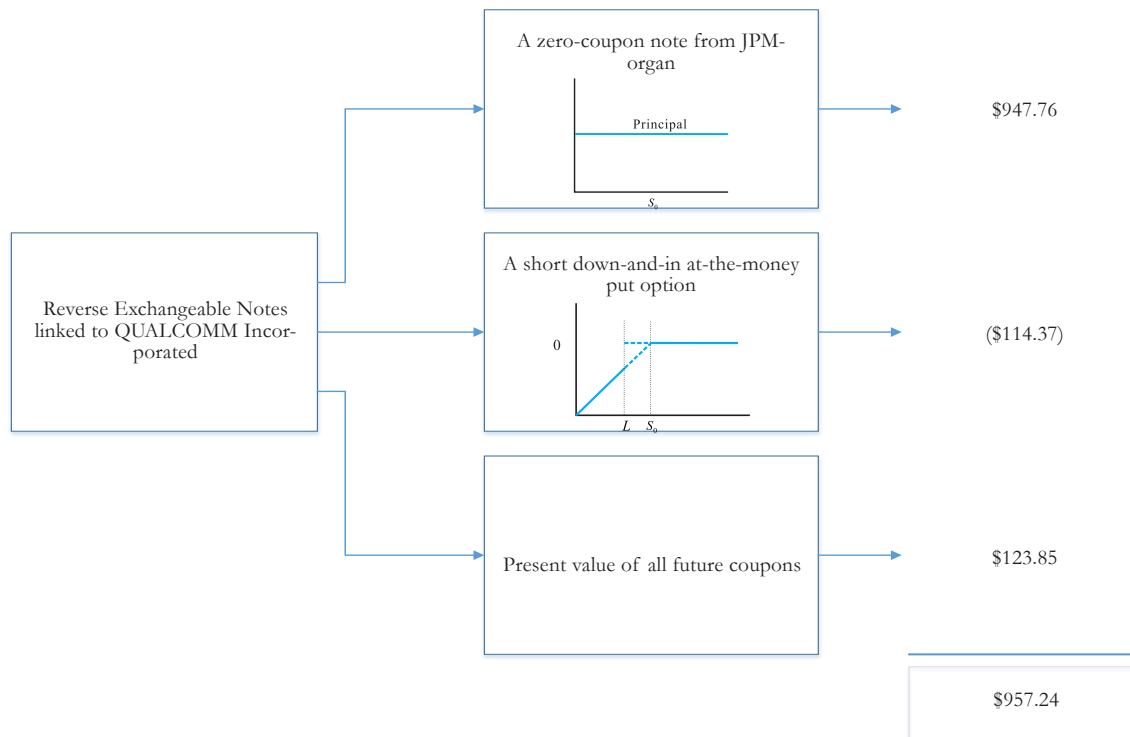 A zero-coupon note from JPM-
organ
Principal
S₀
$947.76
Reverse Exchangeable Notes
linked to QUALCOMM Incor-
porated
A short down-and-in at-the-money
put option
0
L S₀
($114.37)
Present value of all future coupons
$123.85
$957.24